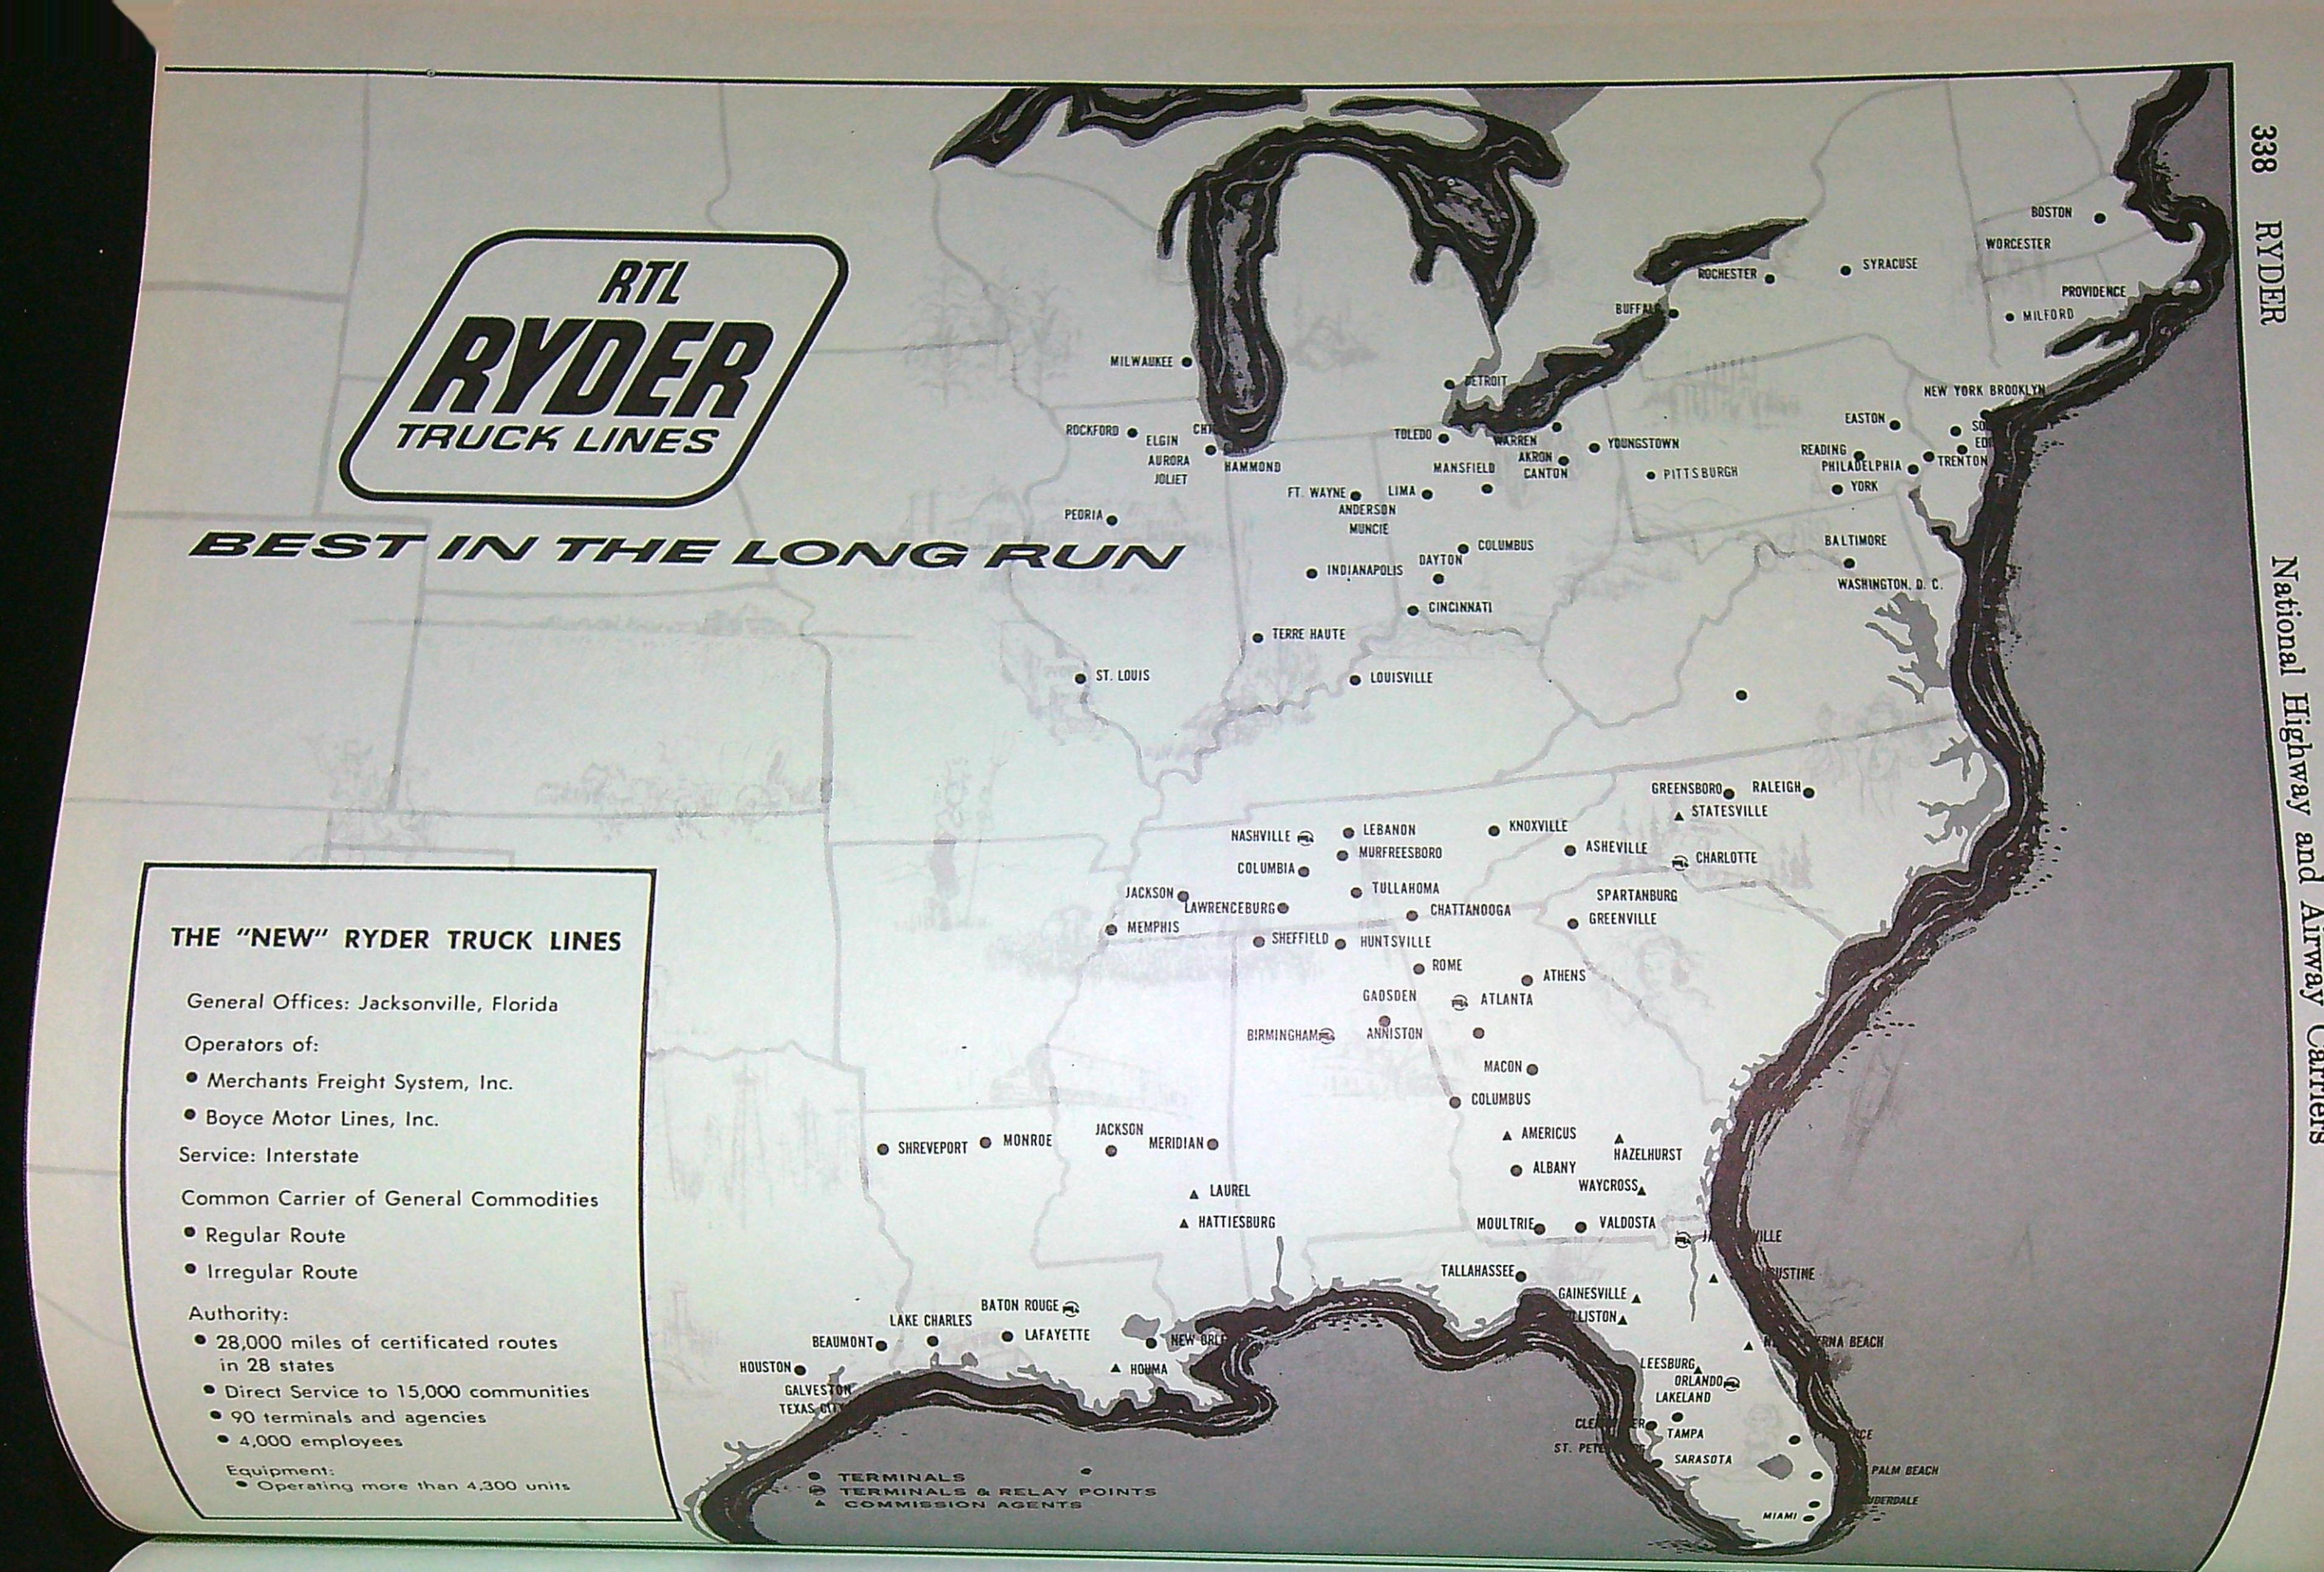 338 RYDER National Highway and Airway Carriers
RTL
RYDER
TRUCK LINES
BEST IN THE LONG RUN
BOSTON
WORCESTER
SYRACUSE
ROCHESTER
PROVIDENCE
MILFORD
MILWAUKEE
DETROIT
NEW YORK BROOKLYN
EASTON
ROCKFORD
ELGIN
TOLEDO
WARREN
YOUNGSTOWN
READING
AURORA
HAMMOND
AKRON
TRENTON
JOLIET
MANSFIELD
CANTON
PITTSBURGH
PHILADELPHIA
FT. WAYNE
LIMA
YORK
ANDERSON
MUNCIE
PEORIA
COLUMBUS
BALTIMORE
INDIANAPOLIS
DAYTON
WASHINGTON, D. C.
CINCINNATI
TERRE HAUTE
ST. LOUIS
LOUISVILLE
GREENSBORO
RALEIGH
STATESVILLE
NASHVILLE
LEBANON
KNOXVILLE
MURFREESBORO
ASHEVILLE
CHARLOTTE
COLUMBIA
JACKSON
TULLAHOMA
SPARTANBURG
LAWRENCEBURG
CHATTANOOGA
GREENVILLE
MEMPHIS
SHEFFIELD
HUNTSVILLE
ROME
ATHENS
GADSDEN
ATLANTA
BIRMINGHAM
ANNISTON
MACON
COLUMBUS
JACKSON
AMERICUS
SHREVEPORT
MONROE
MERIDIAN
HAZELHURST
ALBANY
WAYCROSS
LAUREL
HATTIESBURG
MOULTRIE
VALDOSTA
TALLAHASSEE
GAINESVILLE
BATON ROUGE
LAKE CHARLES
BEAUMONT
LAFAYETTE
HOUSTON
HOUMA
GALVESTON
TEXAS CITY
LEESBURG
ORLANDO
LAKELAND
TAMPA
SARASOTA
PALM BEACH
MIAMI
THE "NEW" RYDER TRUCK LINES
General Offices: Jacksonville, Florida
Operators of:
• Merchants Freight System, Inc.
• Boyce Motor Lines, Inc.
Service: Interstate
Common Carrier of General Commodities
• Regular Route
• Irregular Route
Authority:
• 28,000 miles of certificated routes
in 28 states
• Direct Service to 15,000 communities
• 90 terminals and agencies
• 4,000 employees
Equipment:
• Operating more than 4,300 units
TERMINALS
TERMINALS & RELAY POINTS
COMMISSION AGENTS